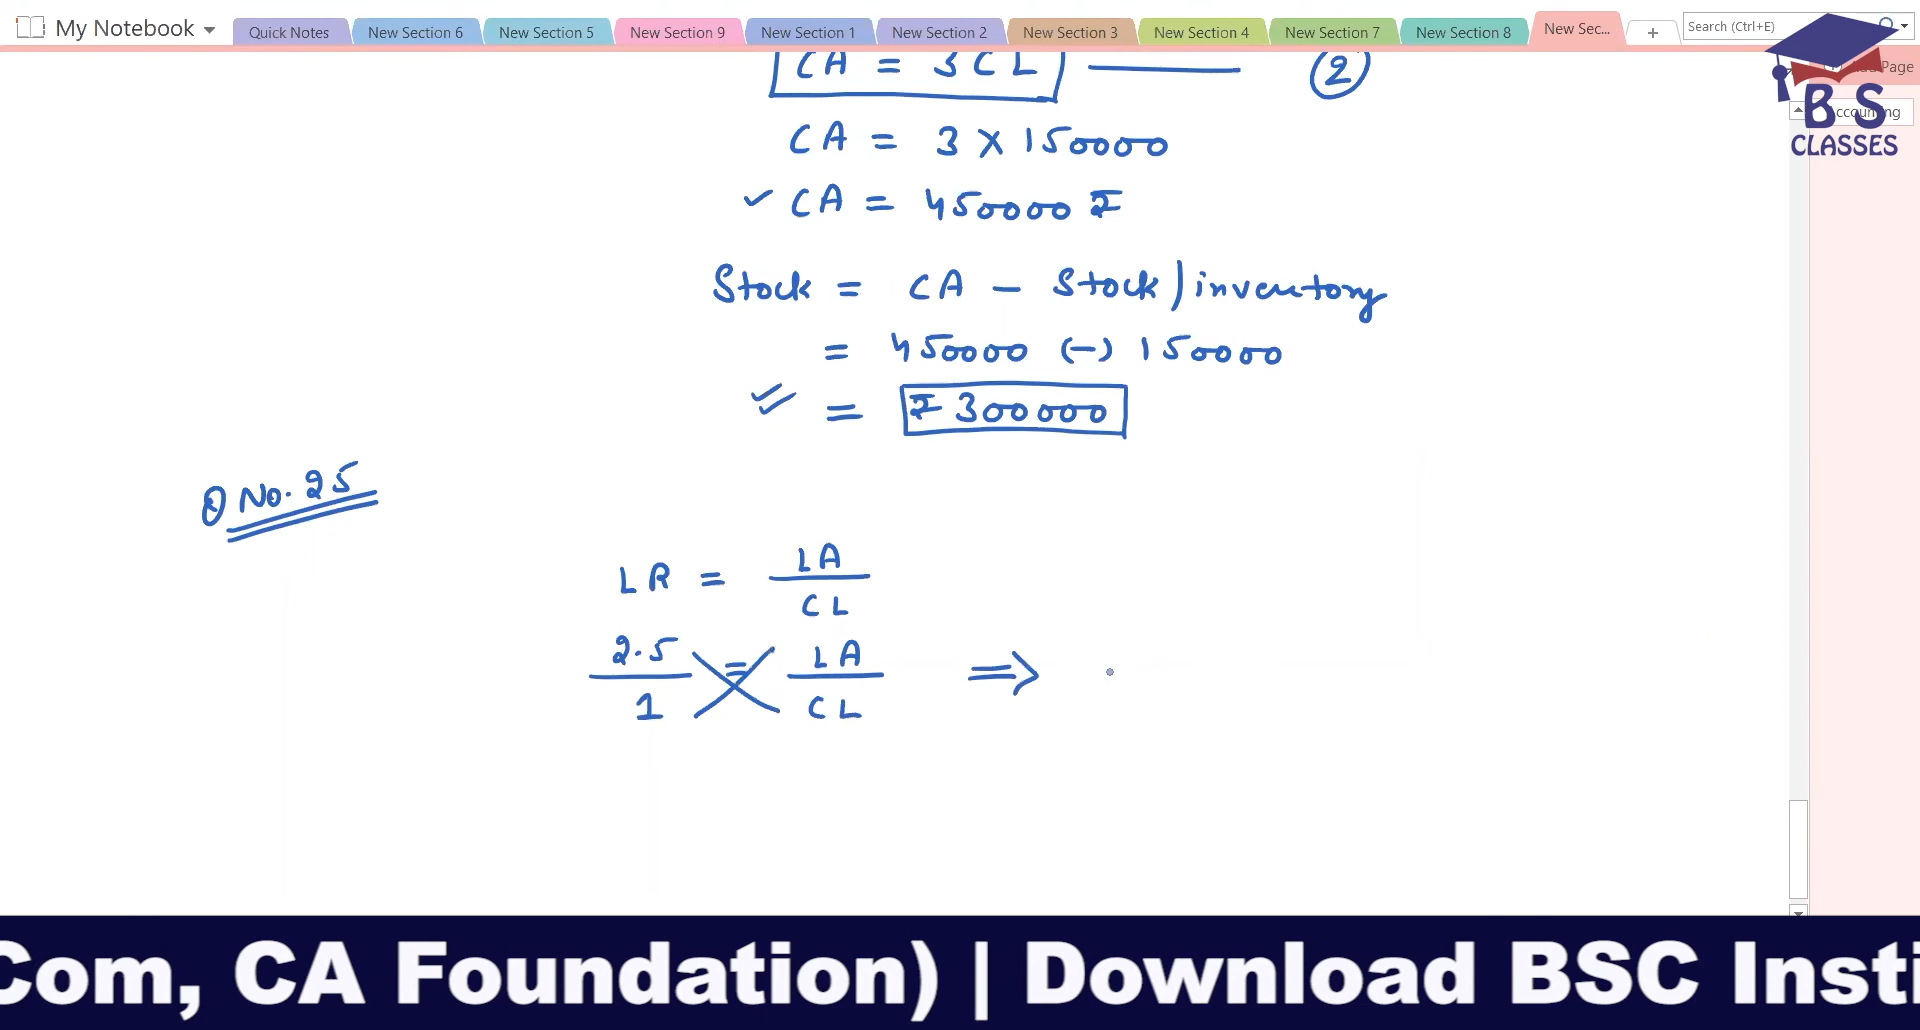 My Notebook
Quick Notes
New Section 6
New Section 5
New Section 9
New Section 1
New Section 2
New Section 3
New Section 4
New Section 7
New Section 8
New Sec...
+
Search (Ctrl+E)
Page
BS
CLASSES
CA = 3CL ② 
CA = 3 × 150000
✓ CA = 450000 ₹
Stock = CA - Stock/inventory
= 450000 (-) 150000
= ₹ 300000
Q No. 25
LR = LA / CL
2.5 / 1 = LA / CL ⇒
Com, CA Foundation) | Download BSC Insti